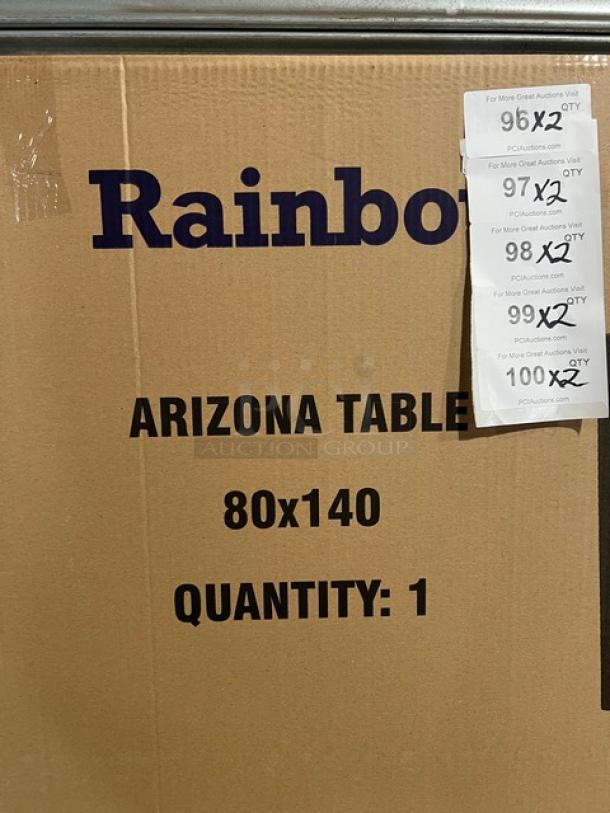 Rainbo
ARIZONA TABLE
80x140
QUANTITY: 1
For More Great Auctions Visit
QTY
96 X2
PCIAuctions.com
For More Great Auctions Visit
QTY
97 X2
PCIAuctions.com
For More Great Auctions Visit
QTY
98 X2
PCIAuctions.com
For More Great Auctions Visit
QTY
99 X2
PCIAuctions.com
For More Great Auctions Visit
QTY
100 X2
PCIAuctions.com
AUCTION GROUP